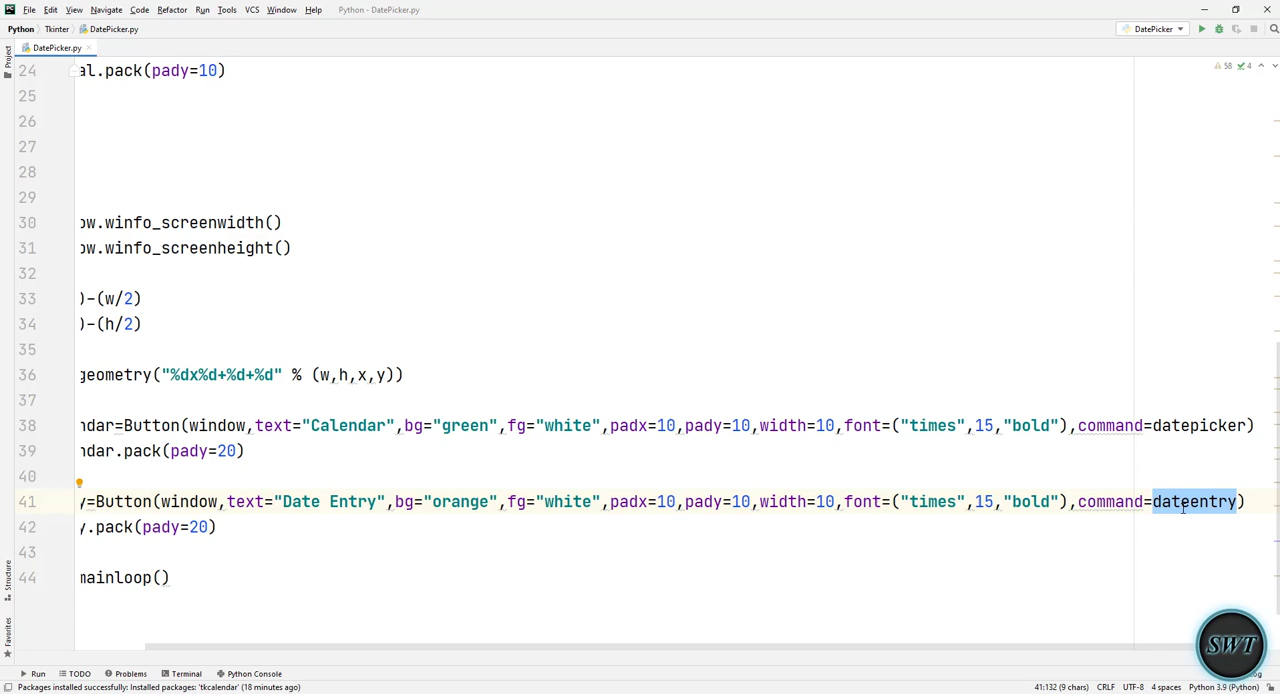 File Edit View Navigate Code Refactor Run Tools VCS Window Help Python - DatePicker.py
Python Tkinter DatePicker.py DatePicker
DatePicker.py
Project
24 al.pack(pady=10) 58 4
25
26
27
28
29
30 ow.winfo_screenwidth()
31 ow.winfo_screenheight()
32
33 )-(w/2)
34 )-(h/2)
35
36 geometry("%dx%d+%d+%d" % (w,h,x,y))
37
38 ndar=Button(window,text="Calendar",bg="green",fg="white",padx=10,pady=10,width=10,font=("times",15,"bold"),command=datepicker)
39 ndar.pack(pady=20)
40
41 y=Button(window,text="Date Entry",bg="orange",fg="white",padx=10,pady=10,width=10,font=("times",15,"bold"),command=dateentry)
42 y.pack(pady=20)
43
44 mainloop()
Structure
Favorites
SWT
Run TODO Problems Terminal Python Console
Packages installed successfully: Installed packages: 'tkcalendar' (18 minutes ago) 41:132 (9 chars) CRLF UTF-8 4 spaces Python 3.9 (Python)